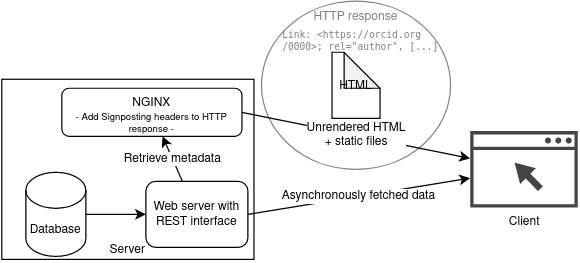 HTTP response
Link: <https://orcid.org
/0000>; rel="author", [...]
HTML
Unrendered HTML
+ static files
NGINX
- Add Signposting headers to HTTP
response -
Retrieve metadata
Web server with
REST interface
Database
Server
Asynchronously fetched data
Client